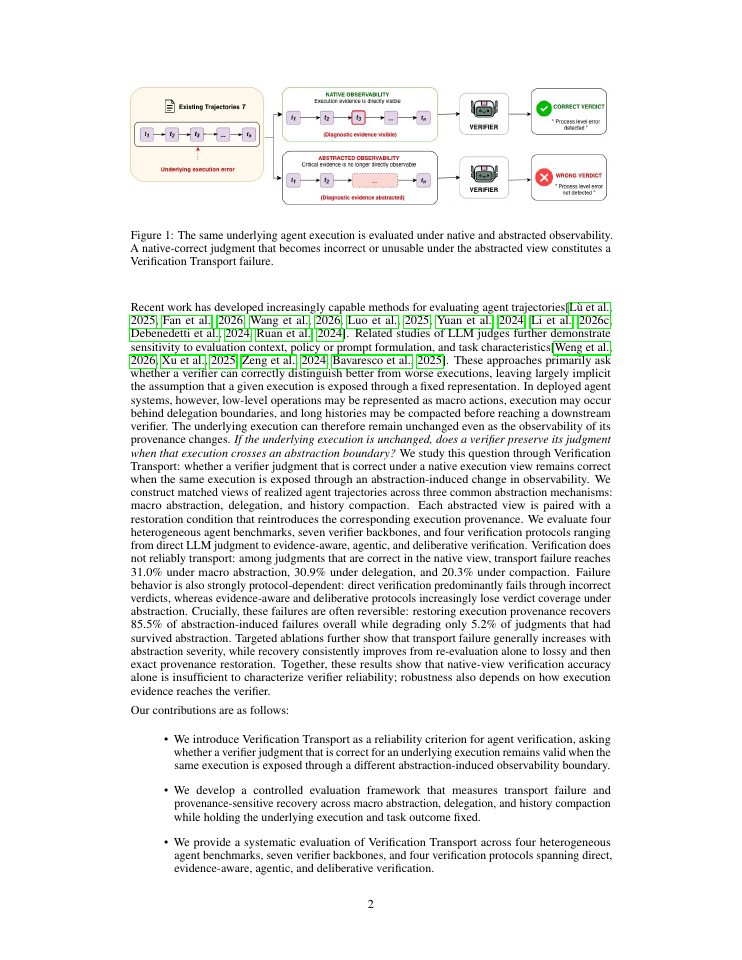 Existing Trajectories T
t1 t2 t3 ... tn
Underlying execution error
NATIVE OBSERVABILITY
Execution evidence is directly visible
t1 t2 t3 ... tn
(Diagnostic evidence visible)
VERIFIER
CORRECT VERDICT
" Process level error
detected "
ABSTRACTED OBSERVABILITY
Critical evidence is no longer directly observable
t1 t2 ... tn
(Diagnostic evidence abstracted)
VERIFIER
WRONG VERDICT
" Process level error
not detected "
Figure 1: The same underlying agent execution is evaluated under native and abstracted observability.
A native-correct judgment that becomes incorrect or unusable under the abstracted view constitutes a
Verification Transport failure.
Recent work has developed increasingly capable methods for evaluating agent trajectories[Lù et al.,
2025, Fan et al., 2026, Wang et al., 2026, Luo et al., 2025, Yuan et al., 2024, Li et al., 2026c,
Debenedetti et al., 2024, Ruan et al., 2024]. Related studies of LLM judges further demonstrate
sensitivity to evaluation context, policy or prompt formulation, and task characteristics[Weng et al.,
2026, Xu et al., 2025, Zeng et al., 2024, Bavaresco et al., 2025]. These approaches primarily ask
whether a verifier can correctly distinguish better from worse executions, leaving largely implicit
the assumption that a given execution is exposed through a fixed representation. In deployed agent
systems, however, low-level operations may be represented as macro actions, execution may occur
behind delegation boundaries, and long histories may be compacted before reaching a downstream
verifier. The underlying execution can therefore remain unchanged even as the observability of its
provenance changes. If the underlying execution is unchanged, does a verifier preserve its judgment
when that execution crosses an abstraction boundary? We study this question through Verification
Transport: whether a verifier judgment that is correct under a native execution view remains correct
when the same execution is exposed through an abstraction-induced change in observability. We
construct matched views of realized agent trajectories across three common abstraction mechanisms:
macro abstraction, delegation, and history compaction. Each abstracted view is paired with a
restoration condition that reintroduces the corresponding execution provenance. We evaluate four
heterogeneous agent benchmarks, seven verifier backbones, and four verification protocols ranging
from direct LLM judgment to evidence-aware, agentic, and deliberative verification. Verification does
not reliably transport: among judgments that are correct in the native view, transport failure reaches
31.0% under macro abstraction, 30.9% under delegation, and 20.3% under compaction. Failure
behavior is also strongly protocol-dependent: direct verification predominantly fails through incorrect
verdicts, whereas evidence-aware and deliberative protocols increasingly lose verdict coverage under
abstraction. Crucially, these failures are often reversible: restoring execution provenance recovers
85.5% of abstraction-induced failures overall while degrading only 5.2% of judgments that had
survived abstraction. Targeted ablations further show that transport failure generally increases with
abstraction severity, while recovery consistently improves from re-evaluation alone to lossy and then
exact provenance restoration. Together, these results show that native-view verification accuracy
alone is insufficient to characterize verifier reliability; robustness also depends on how execution
evidence reaches the verifier.
Our contributions are as follows:
• We introduce Verification Transport as a reliability criterion for agent verification, asking
whether a verifier judgment that is correct for an underlying execution remains valid when the
same execution is exposed through a different abstraction-induced observability boundary.
• We develop a controlled evaluation framework that measures transport failure and
provenance-sensitive recovery across macro abstraction, delegation, and history compaction
while holding the underlying execution and task outcome fixed.
• We provide a systematic evaluation of Verification Transport across four heterogeneous
agent benchmarks, seven verifier backbones, and four verification protocols spanning direct,
evidence-aware, agentic, and deliberative verification.
2